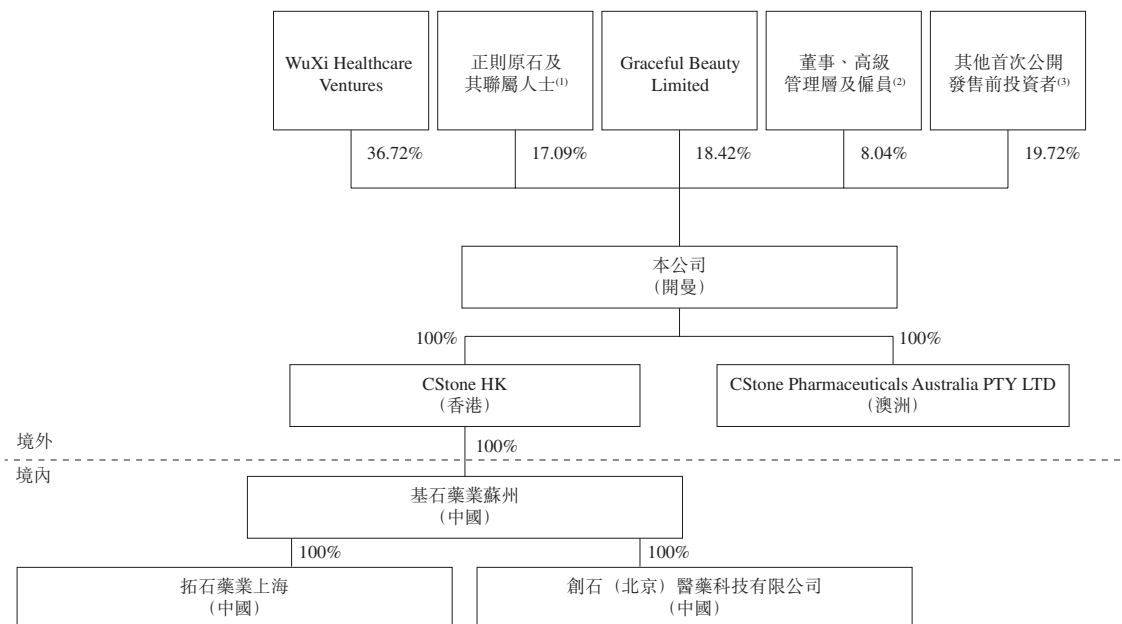 WuXi Healthcare
Ventures
正則原石及
其聯屬人士(1)
Graceful Beauty
Limited
董事、高級
管理層及僱員(2)
其他首次公開
發售前投資者(3)
36.72%
17.09%
18.42%
8.04%
19.72%
本公司
（開曼）
100%
100%
CStone HK
（香港）
CStone Pharmaceuticals Australia PTY LTD
（澳洲）
境外
100%
境內
基石藥業蘇州
（中國）
100%
100%
拓石藥業上海
（中國）
創石（北京）醫藥科技有限公司
（中國）